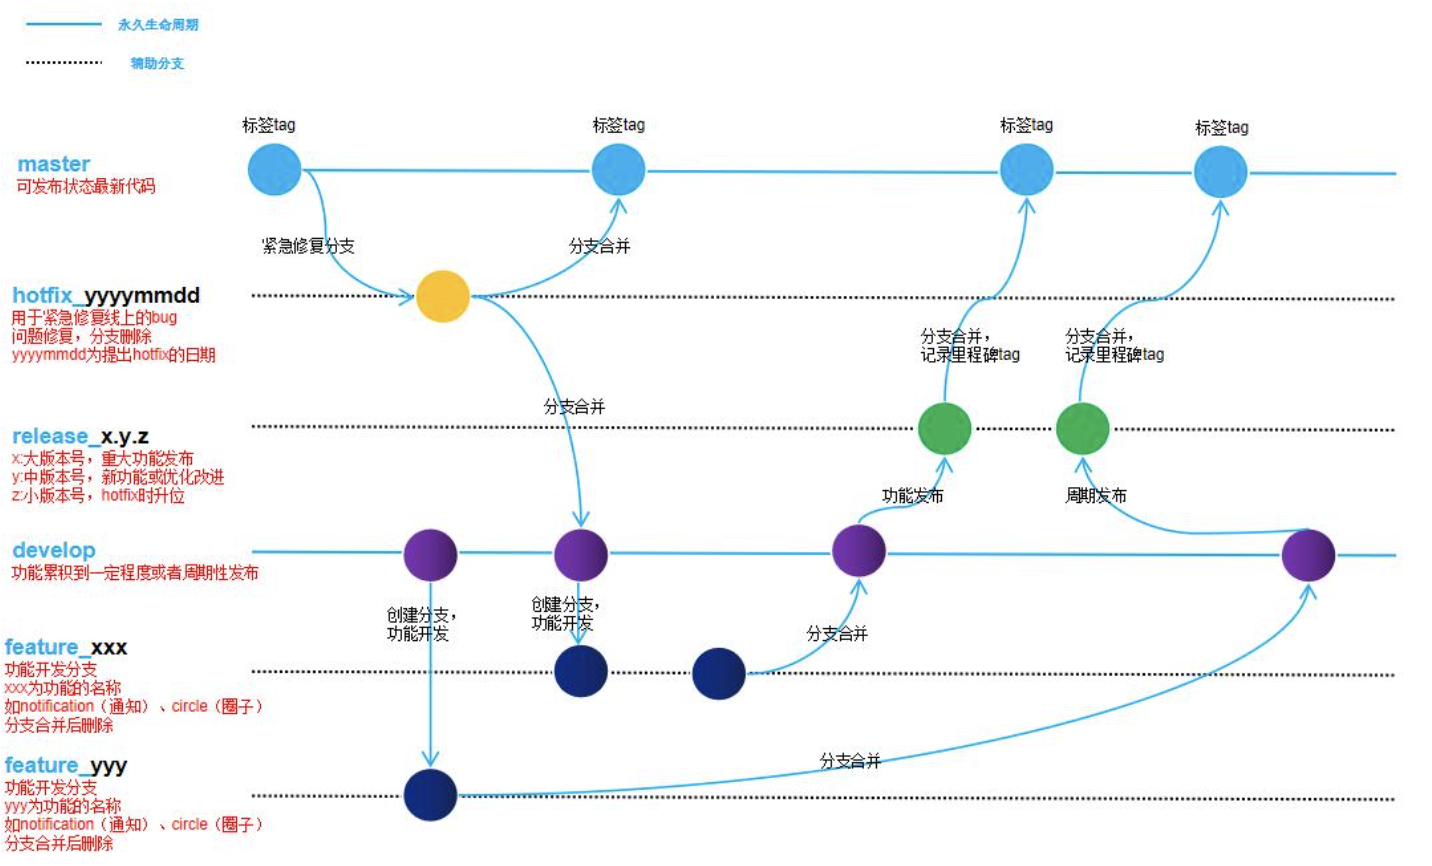 永久生命周期
辅助分支
标签tag
标签tag
标签tag
标签tag
master
可发布状态最新代码
紧急修复分支
分支合并
hotfix_yyyymmdd
用于紧急修复线上的bug
问题修复，分支删除
yyyymmdd为提出hotfix的日期
分支合并，
记录里程碑tag
分支合并，
记录里程碑tag
分支合并
release_x.y.z
x:大版本号，重大功能发布
y:中版本号，新功能或优化改进
z:小版本号，hotfix时升位
功能发布
周期发布
develop
功能累积到一定程度或者周期性发布
创建分支，
功能开发
创建分支，
功能开发
分支合并
feature_xxx
功能开发分支
xxx为功能的名称
如notification（通知）、circle（圈子）
分支合并后删除
feature_yyy
功能开发分支
yyy为功能的名称
如notification（通知）、circle（圈子）
分支合并后删除
分支合并